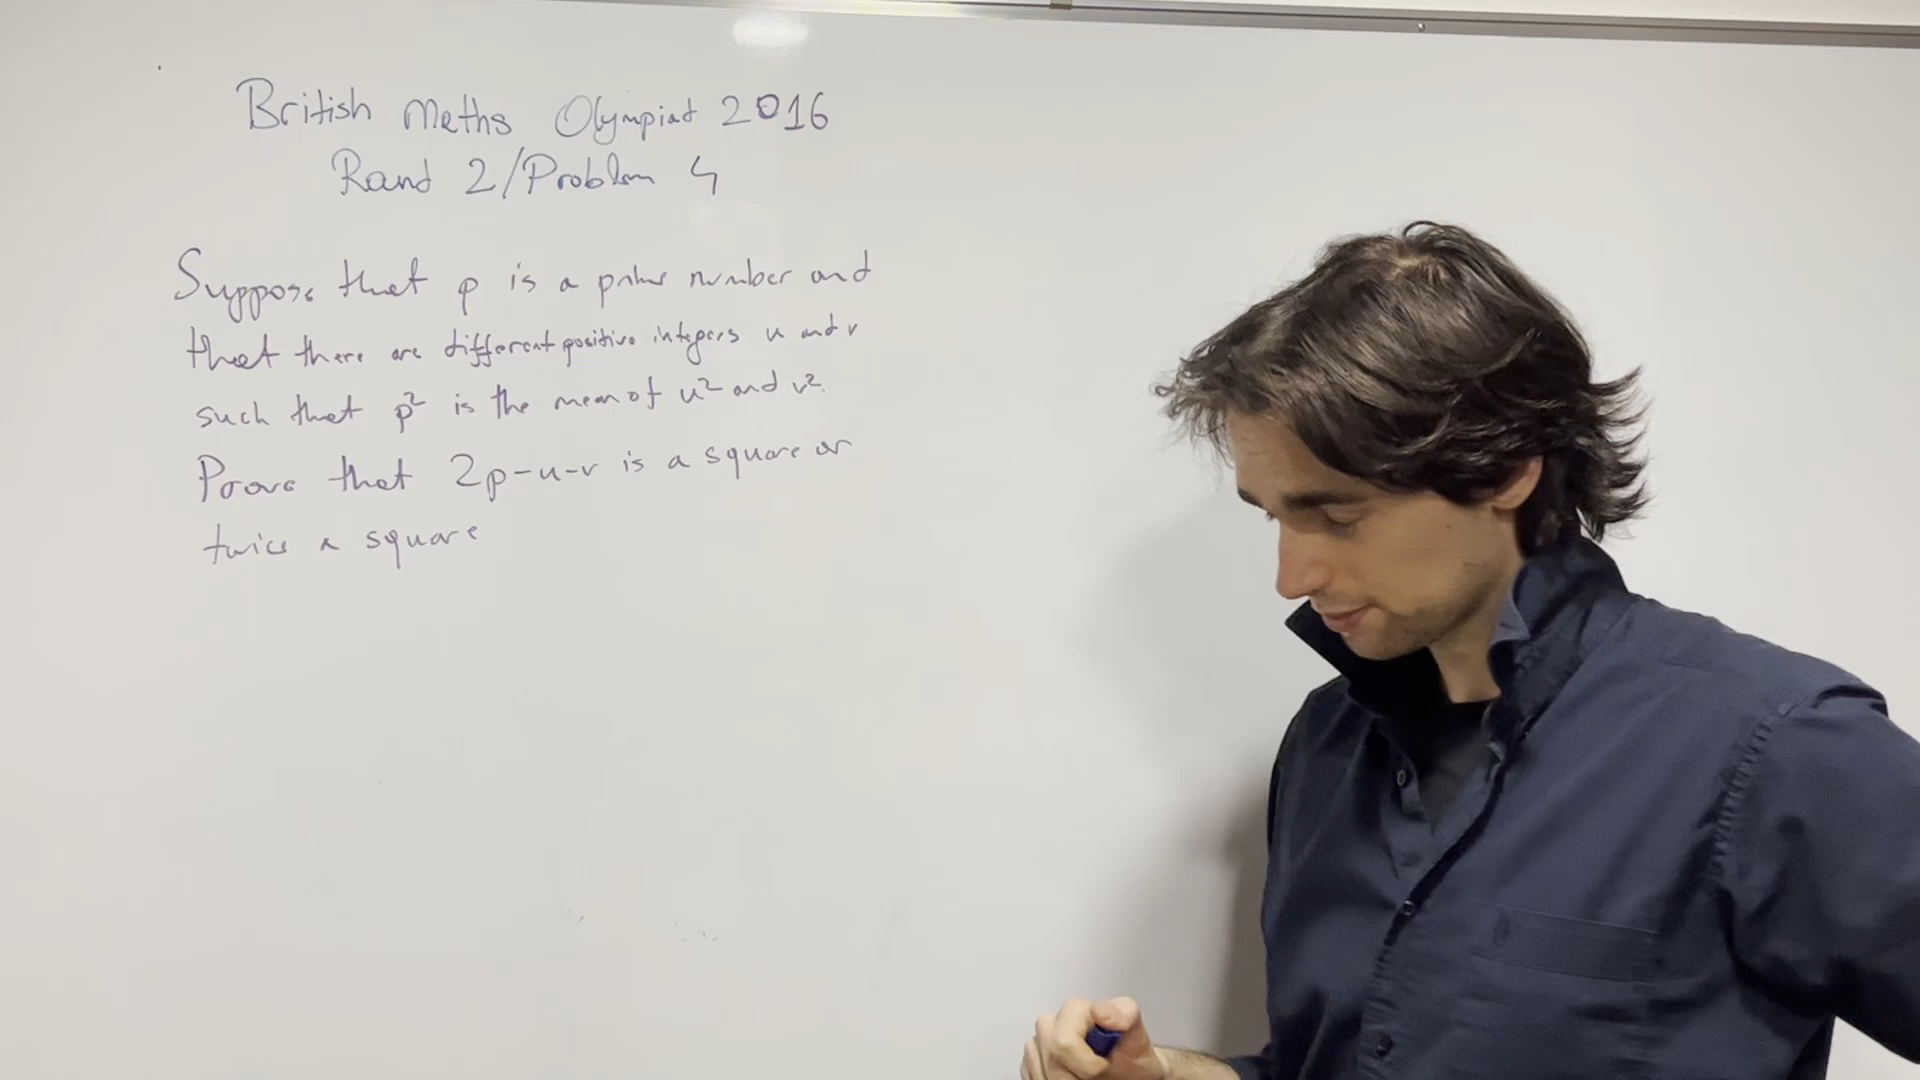 British Maths Olympiad 2016
Round 2/Problem 4
Suppose that p is a prime number and
that there are different positive integers u and v
such that p² is the mean of u² and v².
Prove that 2p-u-v is a square or
twice a square